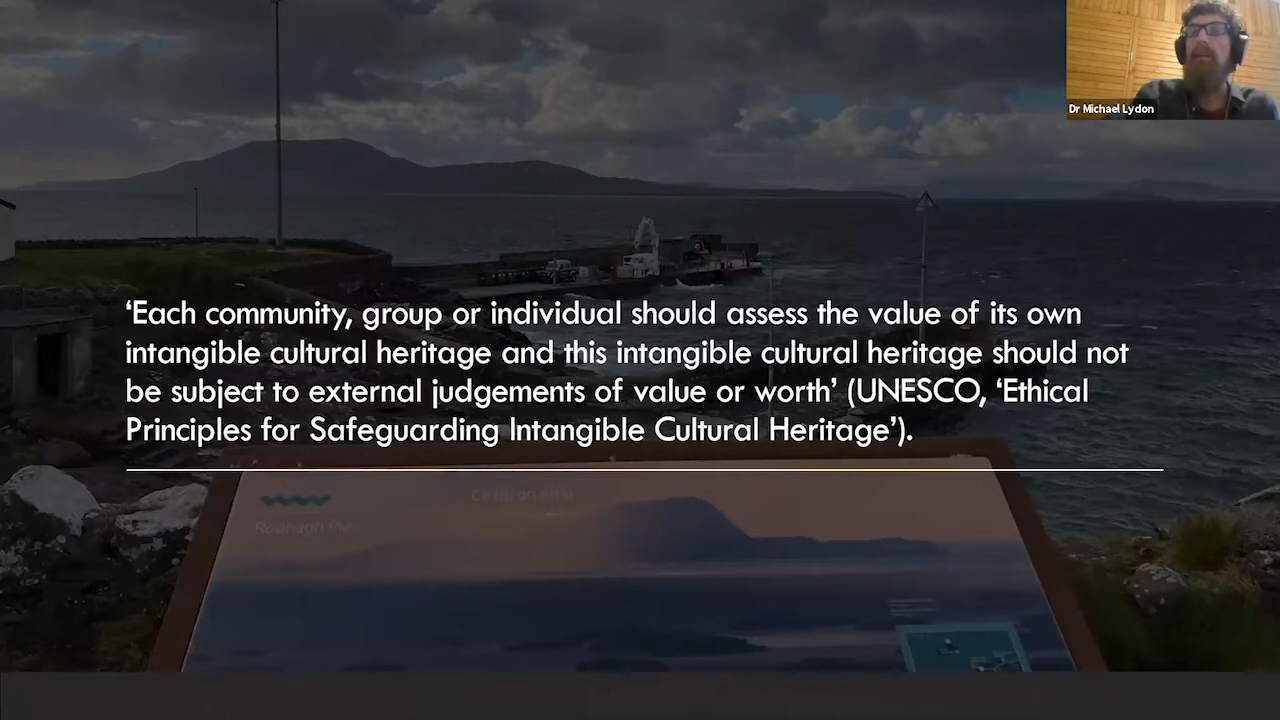 Dr Michael Lydon
‘Each community, group or individual should assess the value of its own
intangible cultural heritage and this intangible cultural heritage should not
be subject to external judgements of value or worth’ (UNESCO, ‘Ethical
Principles for Safeguarding Intangible Cultural Heritage’).